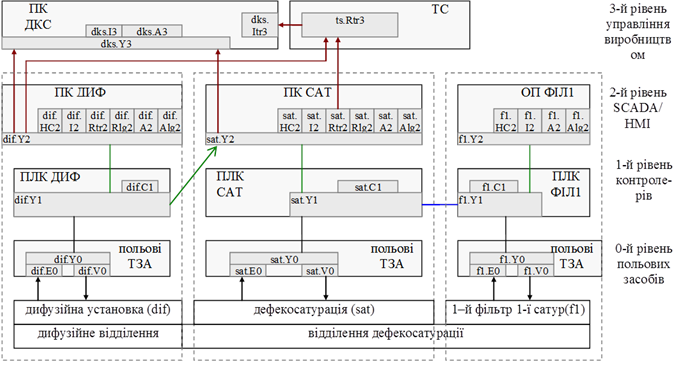 ПК
ДКС
dks.I3
dks.A3
dks.Y3
dks.
Itr3
ТС
ts.Rtr3
3-й рівень
управління
виробництв
ом
ПК ДИФ
dif.
HC2
dif.
I2
dif.
Rtr2
dif.
Rlg2
dif.
A2
dif.
Alg2
dif.Y2
ПК САТ
sat.
HC2
sat.
I2
sat.
Rtr2
sat.
Rlg2
sat.
A2
sat.
Alg2
sat.Y2
ОП ФІЛ1
f1.
HC2
f1.
I2
f1.
A2
f1.
Alg2
f1.Y2
2-й рівень
SCADA/
HMI
ПЛК ДИФ
dif.C1
dif.Y1
ПЛК
САТ
sat.C1
sat.Y1
ПЛК
ФІЛ1
f1.C1
f1.Y1
1-й рівень
контроле-
рів
польові
ТЗА
dif.Y0
dif.E0
dif.V0
польові
ТЗА
sat.Y0
sat.E0
sat.V0
польові
ТЗА
f1.Y0
f1.E0
f1.V0
0-й рівень
польових
засобів
дифузійна установка (dif)
дефекосатурація (sat)
1–й фільтр 1-ї сатур(f1)
дифузійне відділення
відділення дефекосатурації